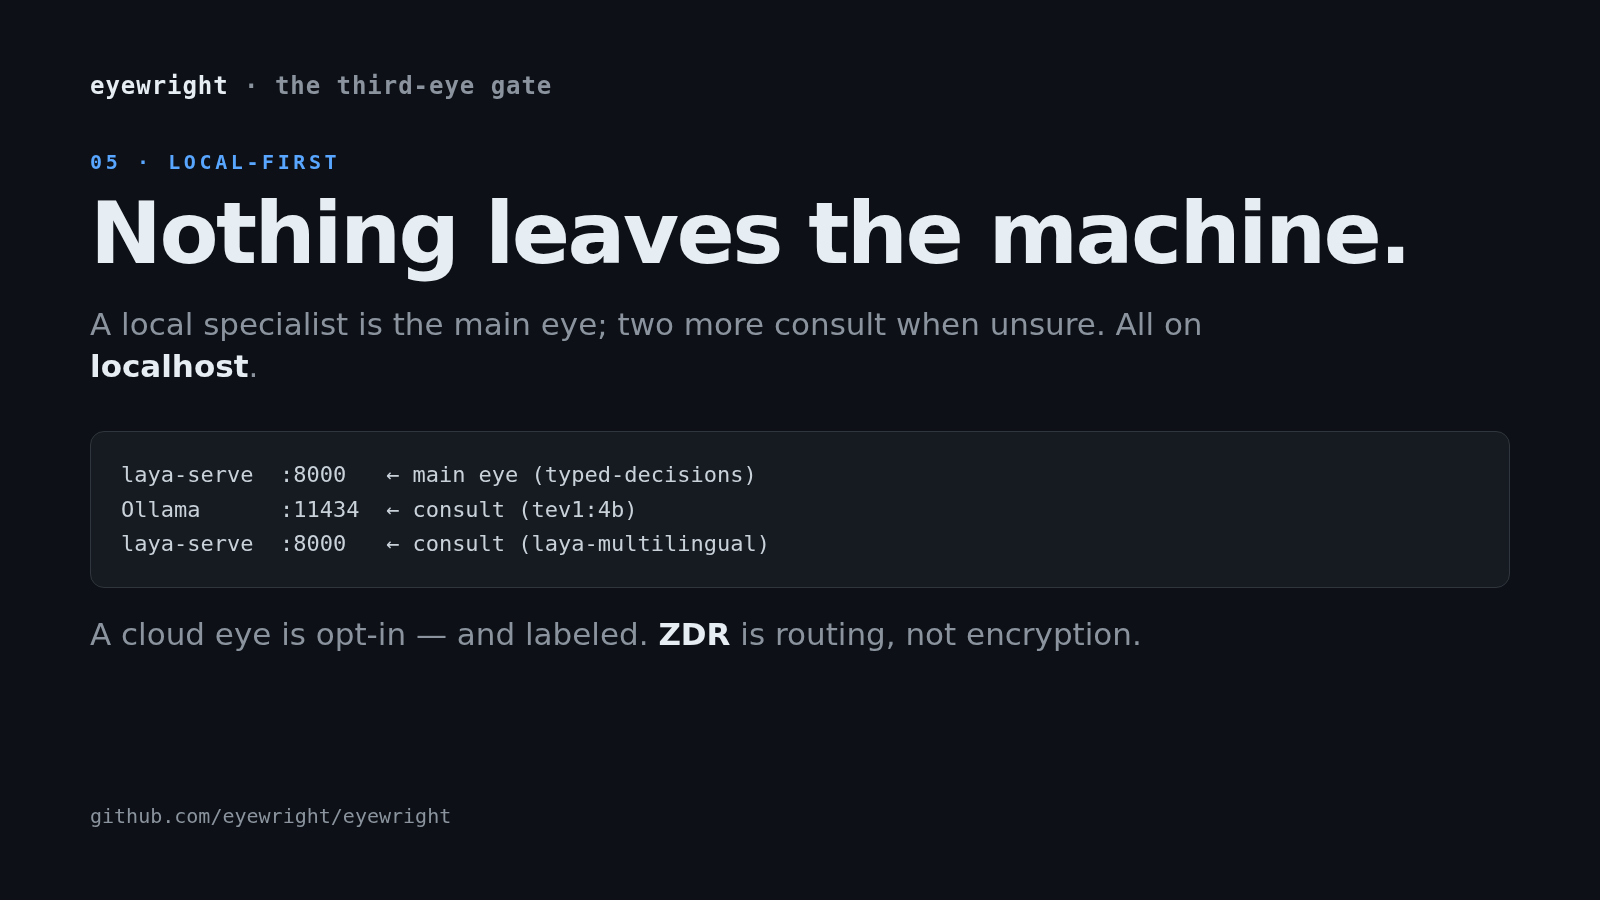 eyewright · the third-eye gate
05 · LOCAL-FIRST
Nothing leaves the machine.
A local specialist is the main eye; two more consult when unsure. All on
localhost.
laya-serve  :8000   ← main eye (typed-decisions)
Ollama      :11434  ← consult (tev1:4b)
laya-serve  :8000   ← consult (laya-multilingual)
A cloud eye is opt-in — and labeled. ZDR is routing, not encryption.
github.com/eyewright/eyewright